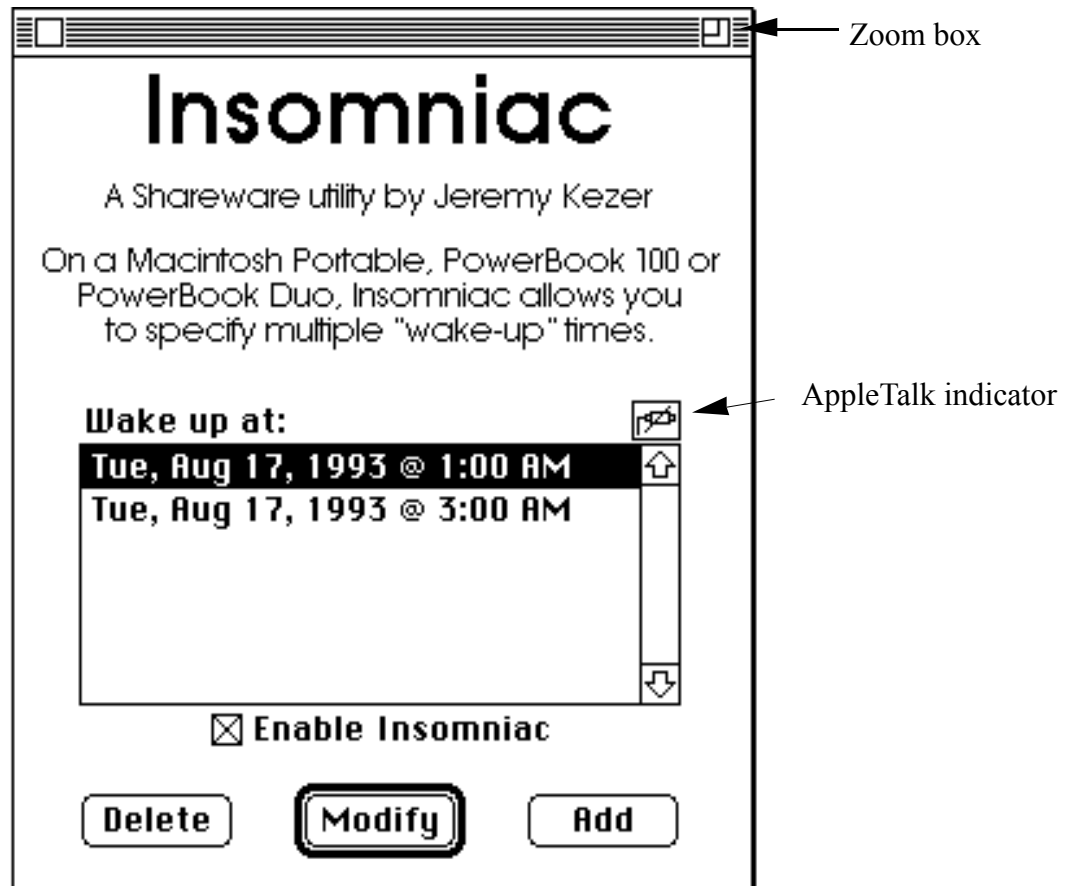 Zoom box
Insomniac
A Shareware utility by Jeremy Kezer
On a Macintosh Portable, PowerBook 100 or
PowerBook Duo, Insomniac allows you
to specify multiple "wake-up" times.
AppleTalk indicator
Wake up at:
Tue, Aug 17, 1993 @ 1:00 AM
Tue, Aug 17, 1993 @ 3:00 AM
Enable Insomniac
Delete
Modify
Add